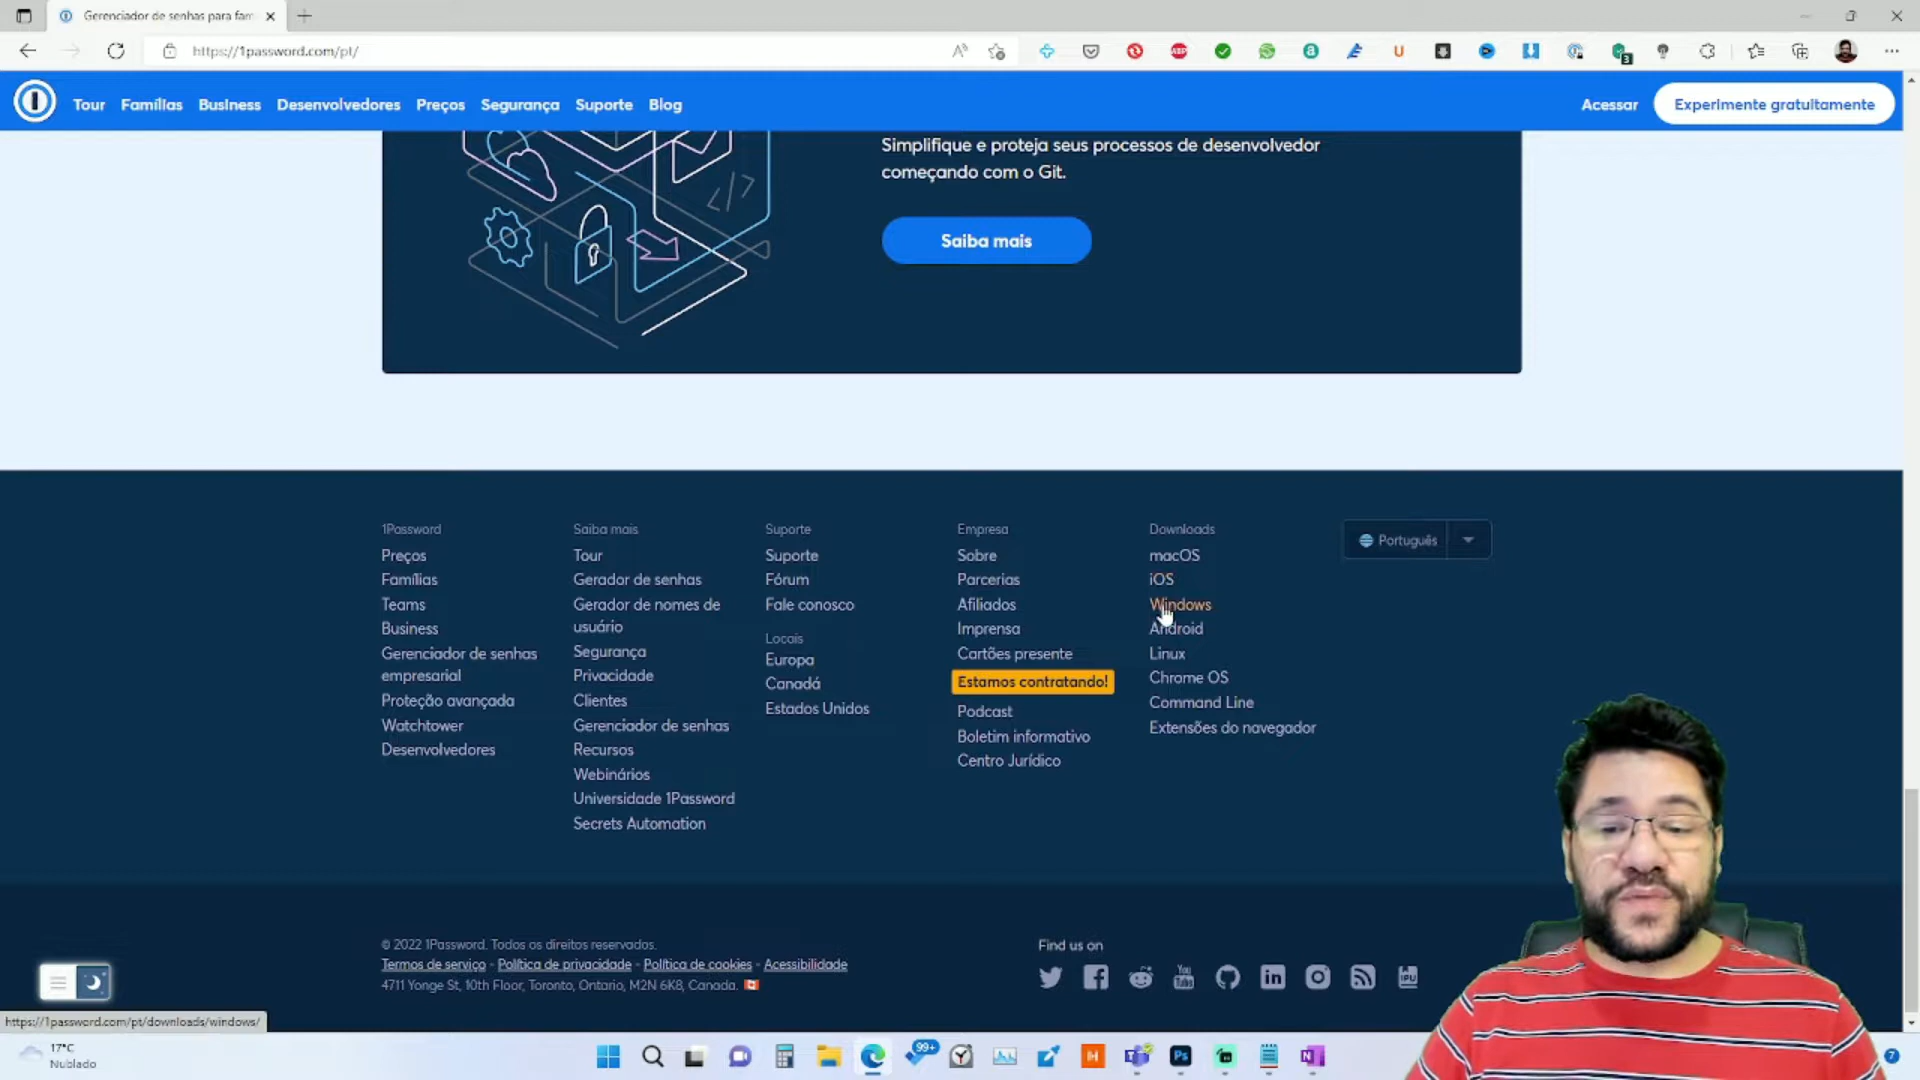 Gerenciador de senhas para fam
https://1password.com/pt/
Tour Famílias Business Desenvolvedores Preços Segurança Suporte Blog
Acessar Experimente gratuitamente
Simplifique e proteja seus processos de desenvolvedor
começando com o Git.
Saiba mais
1Password
Preços
Famílias
Teams
Business
Gerenciador de senhas
empresarial
Proteção avançada
Watchtower
Desenvolvedores
Saiba mais
Tour
Gerador de senhas
Gerador de nomes de
usuário
Segurança
Privacidade
Clientes
Gerenciador de senhas
Recursos
Webinários
Universidade 1Password
Secrets Automation
Suporte
Suporte
Fórum
Fale conosco
Locais
Europa
Canadá
Estados Unidos
Empresa
Sobre
Parcerias
Afiliados
Imprensa
Cartões presente
Estamos contratando!
Podcast
Boletim informativo
Centro Jurídico
Downloads
macOS
iOS
Windows
Android
Linux
Chrome OS
Command Line
Extensões do navegador
Português
© 2022 1Password. Todos os direitos reservados.
Termos de serviço - Política de privacidade - Política de cookies - Acessibilidade
4711 Yonge St, 10th Floor, Toronto, Ontario, M2N 6K8, Canada.
Find us on
https://1password.com/pt/downloads/windows/
17°C
Nublado
99+
7